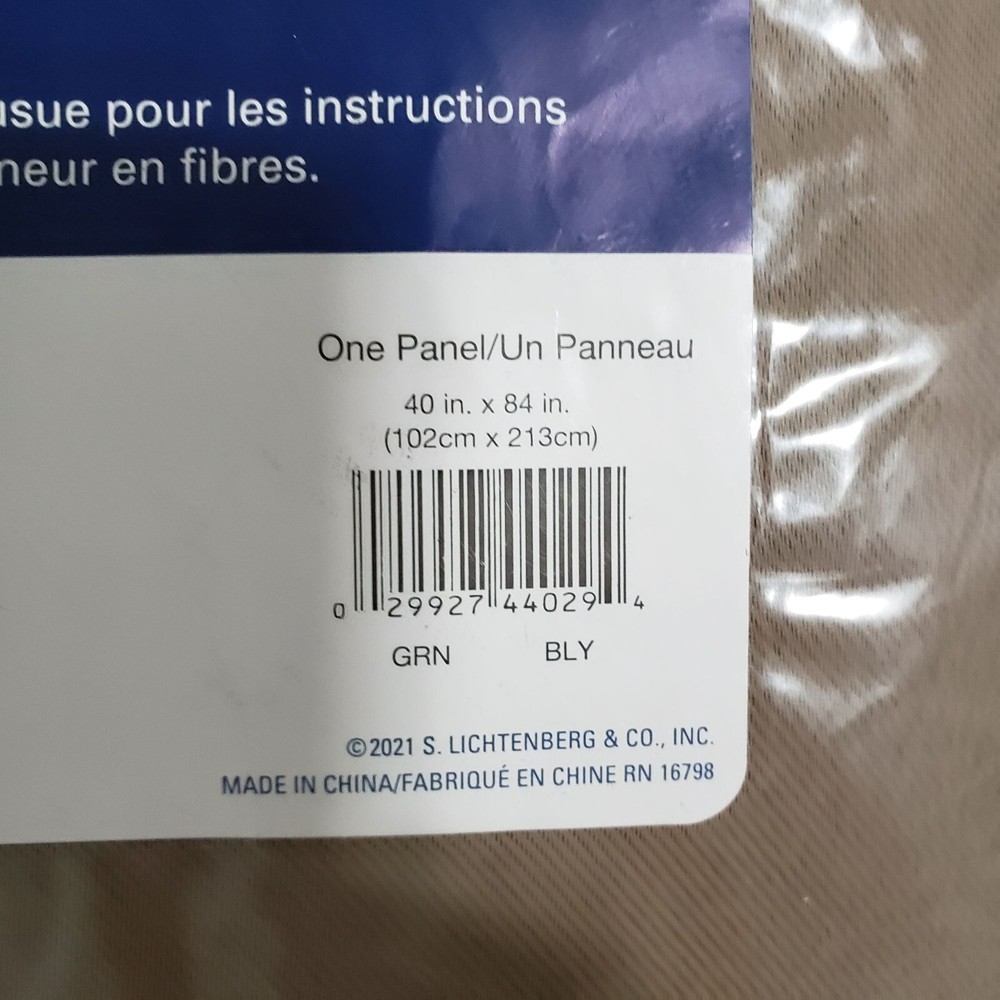 usue pour les instructions
neur en fibres.
One Panel/Un Panneau
40 in. x 84 in.
(102cm x 213cm)
0 29927 44029 4
GRN BLY
©2021 S. LICHTENBERG & CO., INC.
MADE IN CHINA/FABRIQUÉ EN CHINE RN 16798